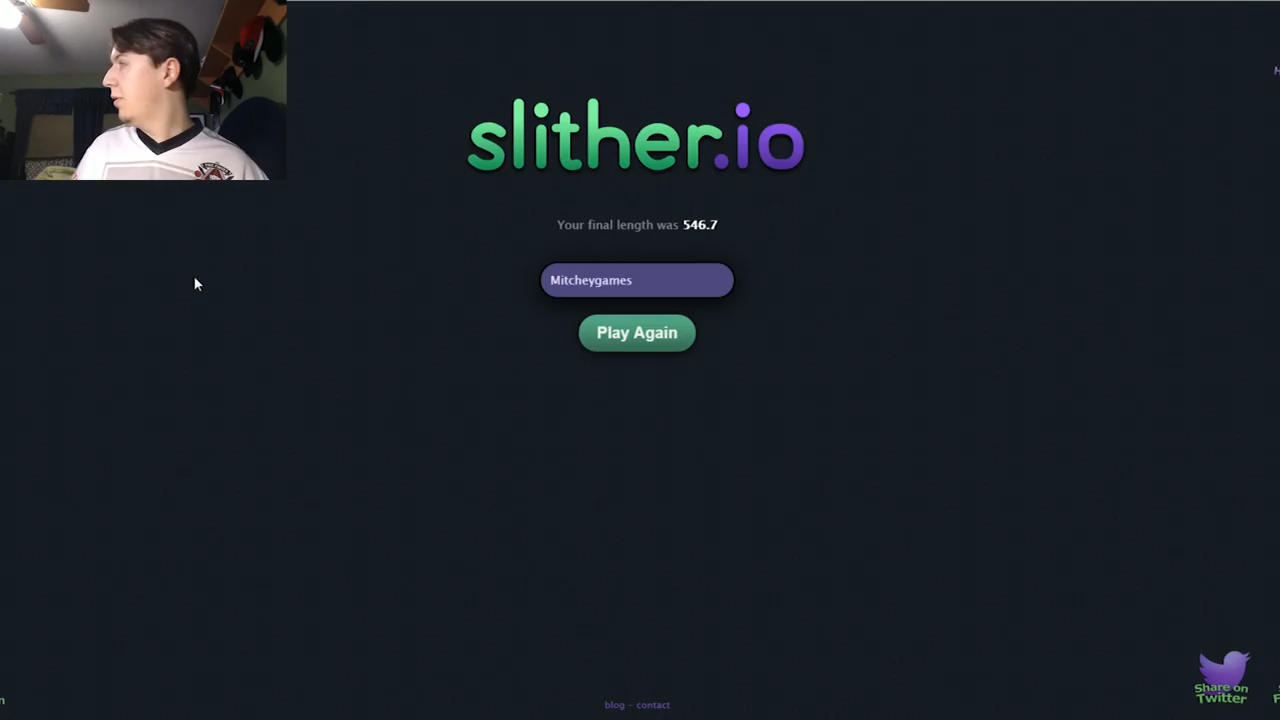 slither.io
Your final length was 546.7
Mitcheygames
Play Again
Share on
Twitter
blog - contact